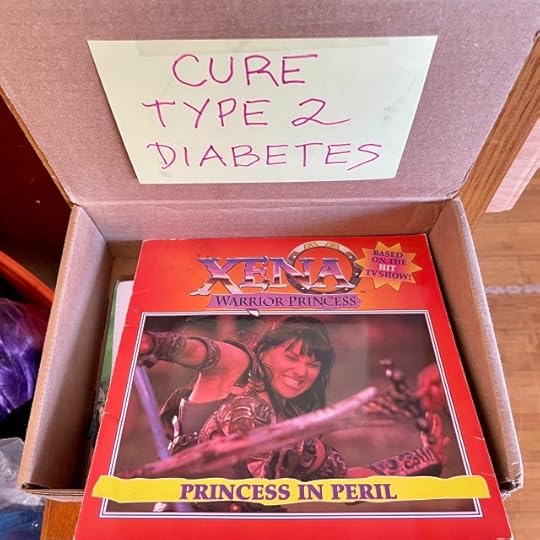 CURE
TYPE 2
DIABETES
XENA
WARRIOR PRINCESS
BASED
ON THE
HIT
TV SHOW!
PRINCESS IN PERIL